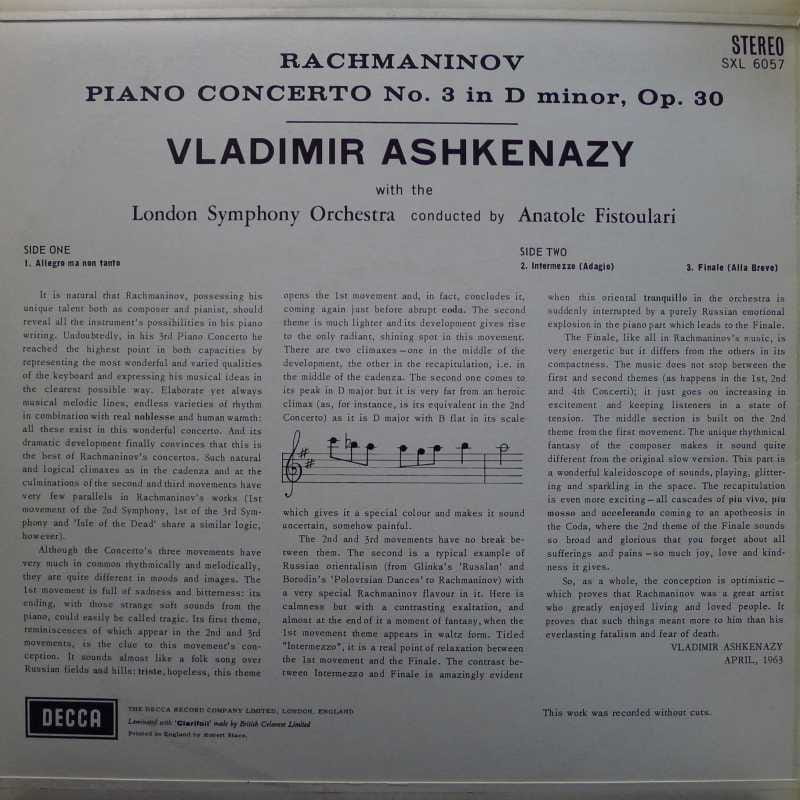 STEREO
SXL 6057
RACHMANINOV
PIANO CONCERTO No. 3 in D minor, Op. 30
VLADIMIR ASHKENAZY
with the
London Symphony Orchestra conducted by Anatole Fistoulari
SIDE ONE
1. Allegro ma non tanto
SIDE TWO
2. Intermezzo (Adagio)
3. Finale (Alla Breve)
It is natural that Rachmaninov, possessing his
unique talent both as composer and pianist, should
reveal all the instrument's possibilities in his piano
writing. Undoubtedly, in his 3rd Piano Concerto he
reached the highest point in both capacities by
representing the most wonderful and varied qualities
of the keyboard and expressing his musical ideas in
the clearest possible way. Elaborate yet always
musical melodic lines, endless varieties of rhythm
in combination with real noblesse and human warmth:
all these exist in this wonderful concerto. And its
dramatic development finally convinces that this is
the best of Rachmaninov's concertos. Such natural
and logical climaxes as in the cadenza and at the
culminations of the second and third movements have
very few parallels in Rachmaninov's works (1st
movement of the 2nd Symphony, 1st of the 3rd Sym-
phony and 'Isle of the Dead' share a similar logic,
however).
Although the Concerto's three movements have
very much in common rhythmically and melodically,
they are quite different in moods and images. The
1st movement is full of sadness and bitterness: its
ending, with those strange soft sounds from the
piano, could easily be called tragic. Its first theme,
reminiscences of which appear in the 2nd and 3rd
movements, is the clue to this movement's con-
ception. It sounds almost like a folk song over
Russian fields and hills: triste, hopeless, this theme
opens the 1st movement and, in fact, concludes it,
coming again just before abrupt coda. The second
theme is much lighter and its development gives rise
to the only radiant, shining spot in this movement.
There are two climaxes—one in the middle of the
development, the other in the recapitulation, i.e. in
the middle of the cadenza. The second one comes to
its peak in D major but it is very far from an heroic
climax (as, for instance, is its equivalent in the 2nd
Concerto) as it is D major with B flat in its scale
which gives it a special colour and makes it sound
uncertain, somehow painful.
The 2nd and 3rd movements have no break be-
tween them. The second is a typical example of
Russian orientalism (from Glinka's 'Russlan' and
Borodin's 'Polovtsian Dances' to Rachmaninov) with
a very special Rachmaninov flavour in it. Here is
calmness but with a contrasting exaltation, and
almost at the end of it a moment of fantasy, when the
1st movement theme appears in waltz form. Titled
"Intermezzo", it is a real point of relaxation between
the 1st movement and the Finale. The contrast be-
tween Intermezzo and Finale is amazingly evident
when this oriental tranquillo in the orchestra is
suddenly interrupted by a purely Russian emotional
explosion in the piano part which leads to the Finale.
The Finale, like all in Rachmaninov's music, is
very energetic but it differs from the others in its
compactness. The music does not stop between the
first and second themes (as happens in the 1st, 2nd
and 4th Concerti); it just goes on increasing in
excitement and keeping listeners in a state of
tension. The middle section is built on the 2nd
theme from the first movement. The unique rhythmical
fantasy of the composer makes it sound quite
different from the original slow version. This part is
a wonderful kaleidoscope of sounds, playing, glitter-
ing and sparkling in the space. The recapitulation
is even more exciting—all cascades of piu vivo, piu
mosso and accelerando coming to an apotheosis in
the Coda, where the 2nd theme of the Finale sounds
so broad and glorious that you forget about all
sufferings and pains—so much joy, love and kind-
ness it gives.
So, as a whole, the conception is optimistic—
which proves that Rachmaninov was a great artist
who greatly enjoyed living and loved people. It
proves that such things meant more to him than his
everlasting fatalism and fear of death.
VLADIMIR ASHKENAZY
APRIL, 1963
DECCA
THE DECCA RECORD COMPANY LIMITED, LONDON, ENGLAND
Laminated with 'Clarifoil' made by British Celanese Limited
Printed in England by Robert Stace.
This work was recorded without cuts.